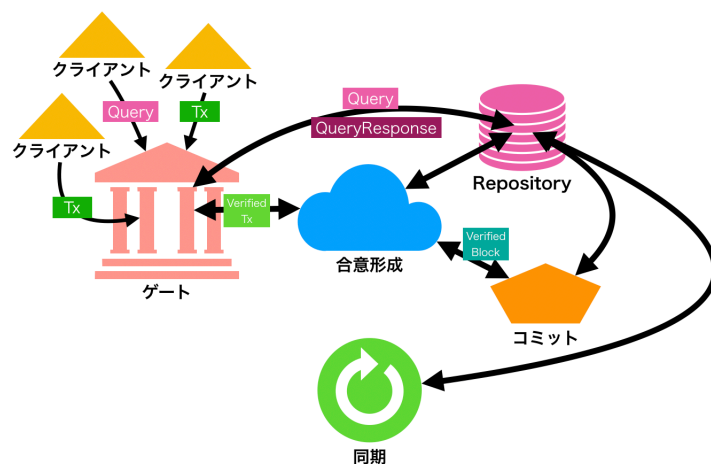 クライアント
クライアント
Query
Tx
クライアント
Tx
Query
QueryResponse
Repository
Verified
Tx
Verified
Block
合意形成
ゲート
コミット
同期